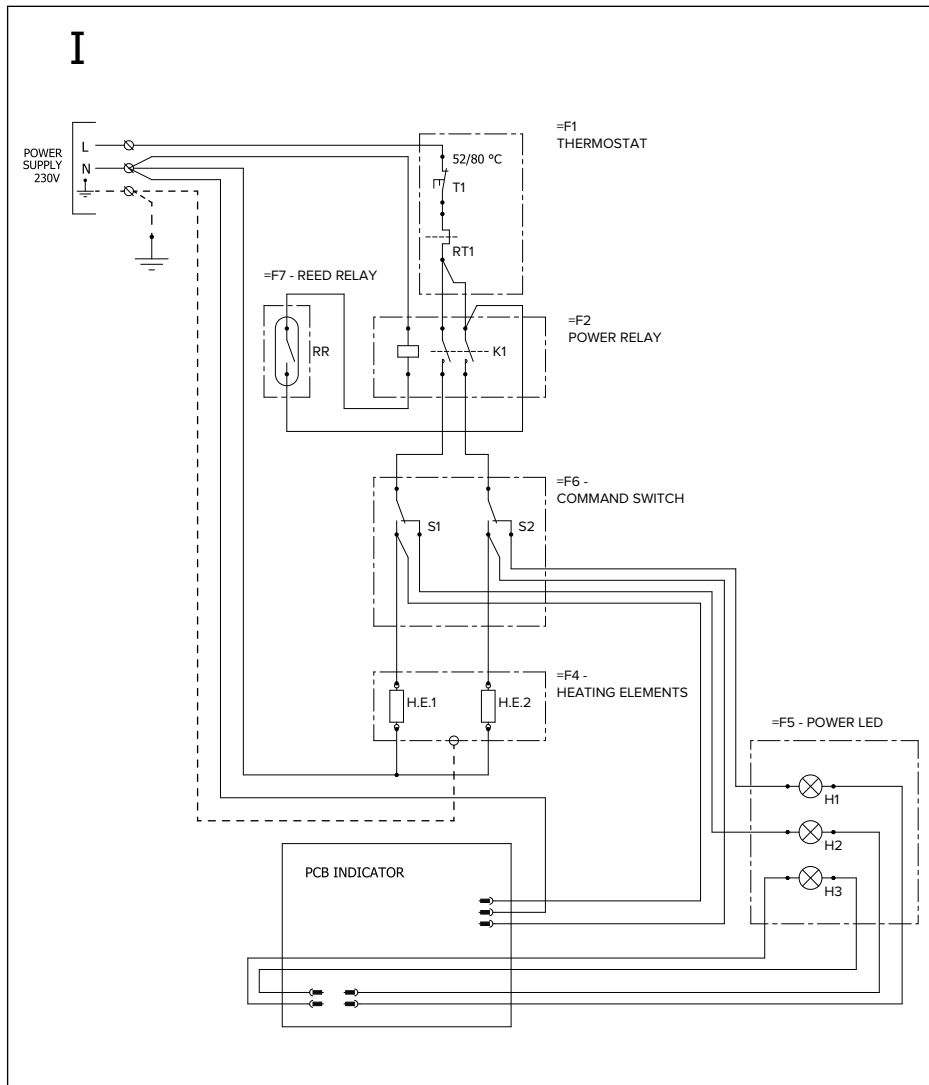 I
=F1
THERMOSTAT
POWER
SUPPLY
230V
L
N
52/80 °C
T1
RT1
=F7 - REED RELAY
RR
=F2
POWER RELAY
K1
=F6 -
COMMAND SWITCH
S1
S2
=F4 -
HEATING ELEMENTS
H.E.1
H.E.2
=F5 - POWER LED
H1
H2
H3
PCB INDICATOR